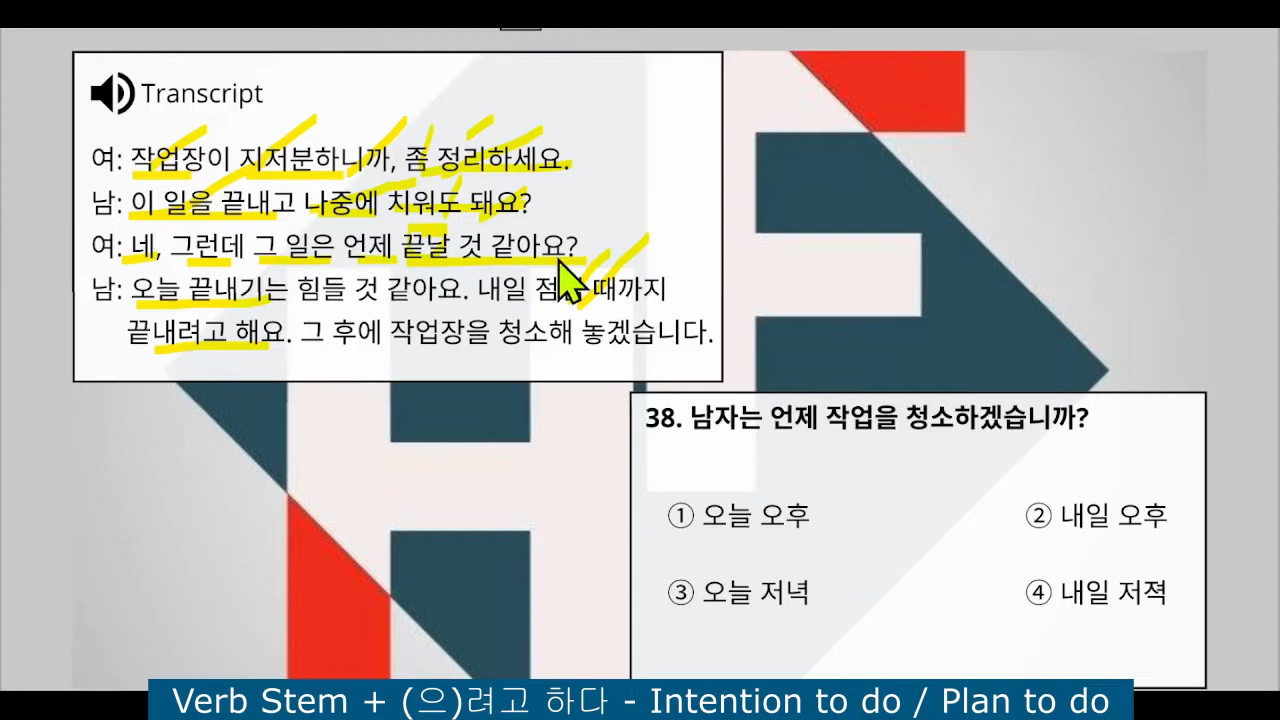 Transcript
여: 작업장이 지저분하니까, 좀 정리하세요.
남: 이 일을 끝내고 나중에 치워도 돼요?
여: 네, 그런데 그 일은 언제 끝날 것 같아요?
남: 오늘 끝내기는 힘들 것 같아요. 내일 때까지
끝내려고 해요. 그 후에 작업장을 청소해 놓겠습니다.
38. 남자는 언제 작업을 청소하겠습니까?
① 오늘 오후
② 내일 오후
③ 오늘 저녁
④ 내일 저젹
Verb Stem + (으)려고 하다 - Intention to do / Plan to do